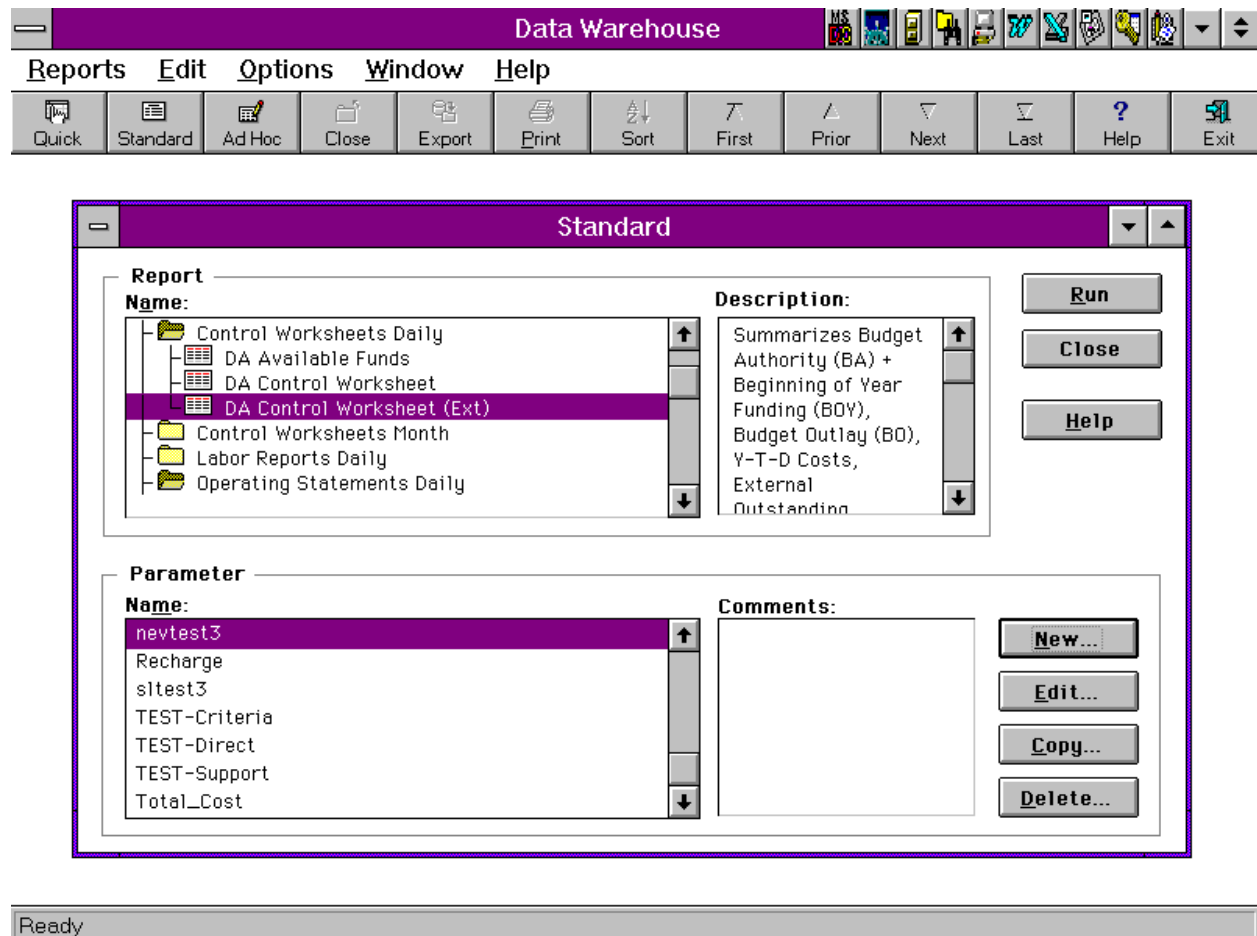 Data Warehouse
MS
DOS
Reports Edit Options Window Help
Quick Standard Ad Hoc Close Export Print Sort First Prior Next Last Help Exit
Standard
Report
Name:
Description:
Control Worksheets Daily
DA Available Funds
DA Control Worksheet
DA Control Worksheet (Ext)
Control Worksheets Month
Labor Reports Daily
Operating Statements Daily
Summarizes Budget
Authority (BA) +
Beginning of Year
Funding (BOY),
Budget Outlay (BO),
Y-T-D Costs,
External
Outstanding
Run
Close
Help
Parameter
Name:
Comments:
nevtest3
Recharge
sltest3
TEST-Criteria
TEST-Direct
TEST-Support
Total_Cost
New...
Edit...
Copy...
Delete...
Ready